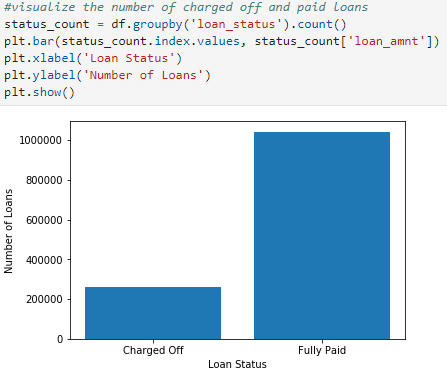 #visualize the number of charged off and paid loans
status_count = df.groupby('loan_status').count()
plt.bar(status_count.index.values, status_count['loan_amnt'])
plt.xlabel('Loan Status')
plt.ylabel('Number of Loans')
plt.show()
1000000
800000
600000
400000
200000
0
Number of Loans
Charged Off
Fully Paid
Loan Status